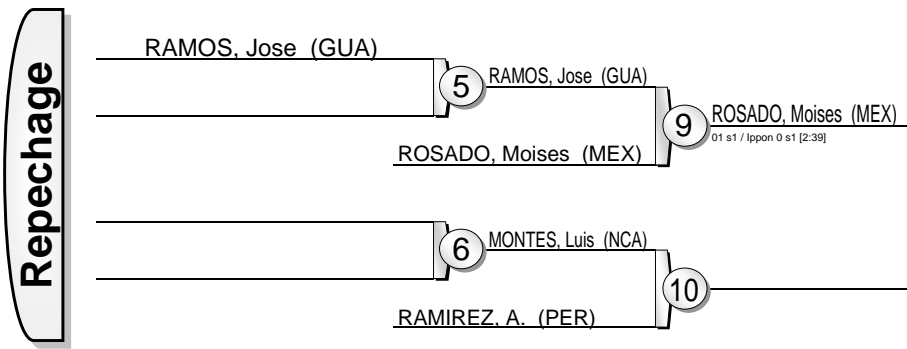 Repechage
RAMOS, Jose (GUA)
5
RAMOS, Jose (GUA)
ROSADO, Moises (MEX)
9
ROSADO, Moises (MEX)
01 s1 / Ippon 0 s1 [2:39]
6
MONTES, Luis (NCA)
RAMIREZ, A. (PER)
10